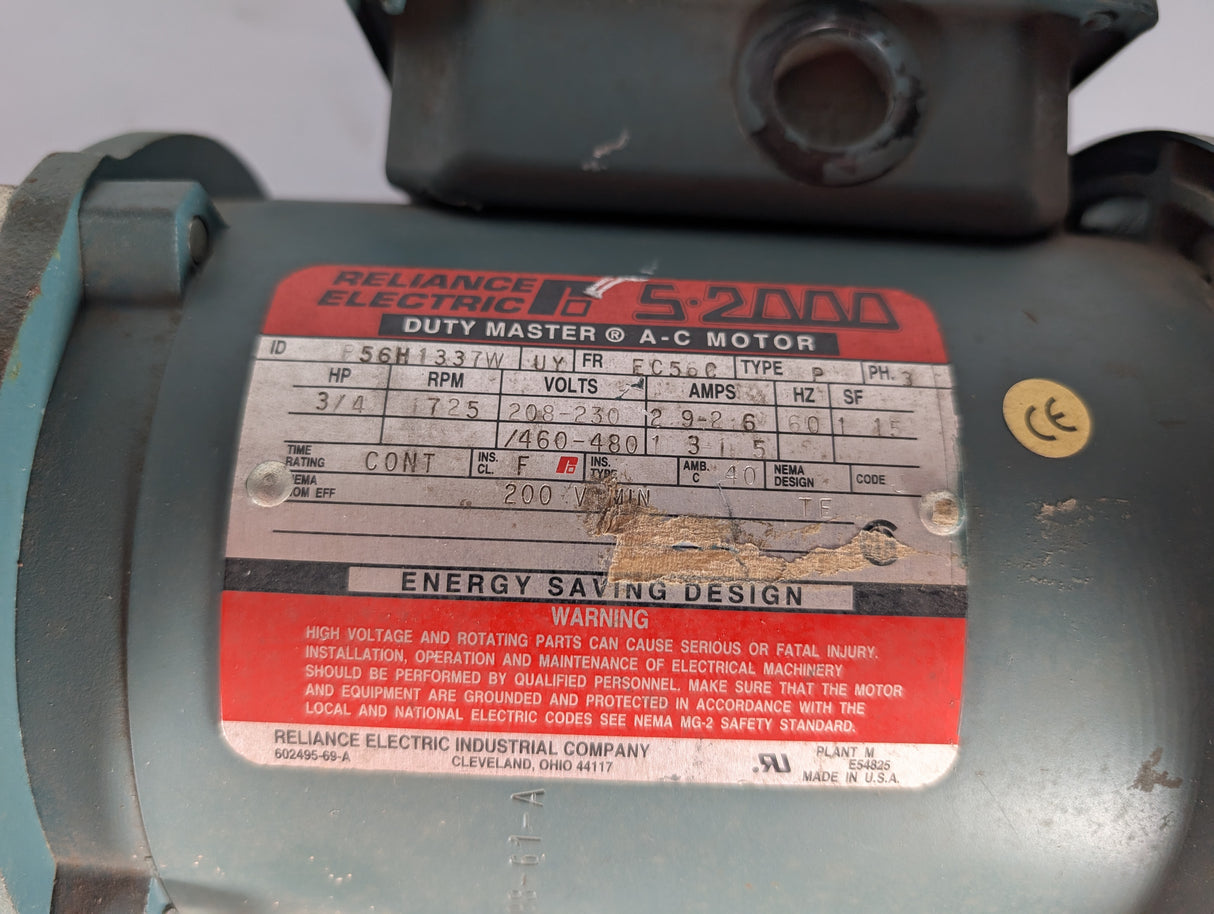 RELIANCE
ELECTRIC R S-2000
DUTY MASTER ® A-C MOTOR
ID P56H1337W UY FR EC56C TYPE P PH. 3
HP RPM VOLTS AMPS HZ SF
3/4 1725 208-230 2 9-2 6 60 1 15
/460-480 1 3 5
TIME RATING CONT INS. CL. F INS. TYPE AMB. C 40 NEMA DESIGN CODE
NEMA NOM EFF 200 V MIN TE
ENERGY SAVING DESIGN
WARNING
HIGH VOLTAGE AND ROTATING PARTS CAN CAUSE SERIOUS OR FATAL INJURY.
INSTALLATION, OPERATION AND MAINTENANCE OF ELECTRICAL MACHINERY
SHOULD BE PERFORMED BY QUALIFIED PERSONNEL. MAKE SURE THAT THE MOTOR
AND EQUIPMENT ARE GROUNDED AND PROTECTED IN ACCORDANCE WITH THE
LOCAL AND NATIONAL ELECTRIC CODES SEE NEMA MG-2 SAFETY STANDARD.
RELIANCE ELECTRIC INDUSTRIAL COMPANY
602495-69-A CLEVELAND, OHIO 44117
PLANT M
E54825
MADE IN U.S.A.
CE
61-A